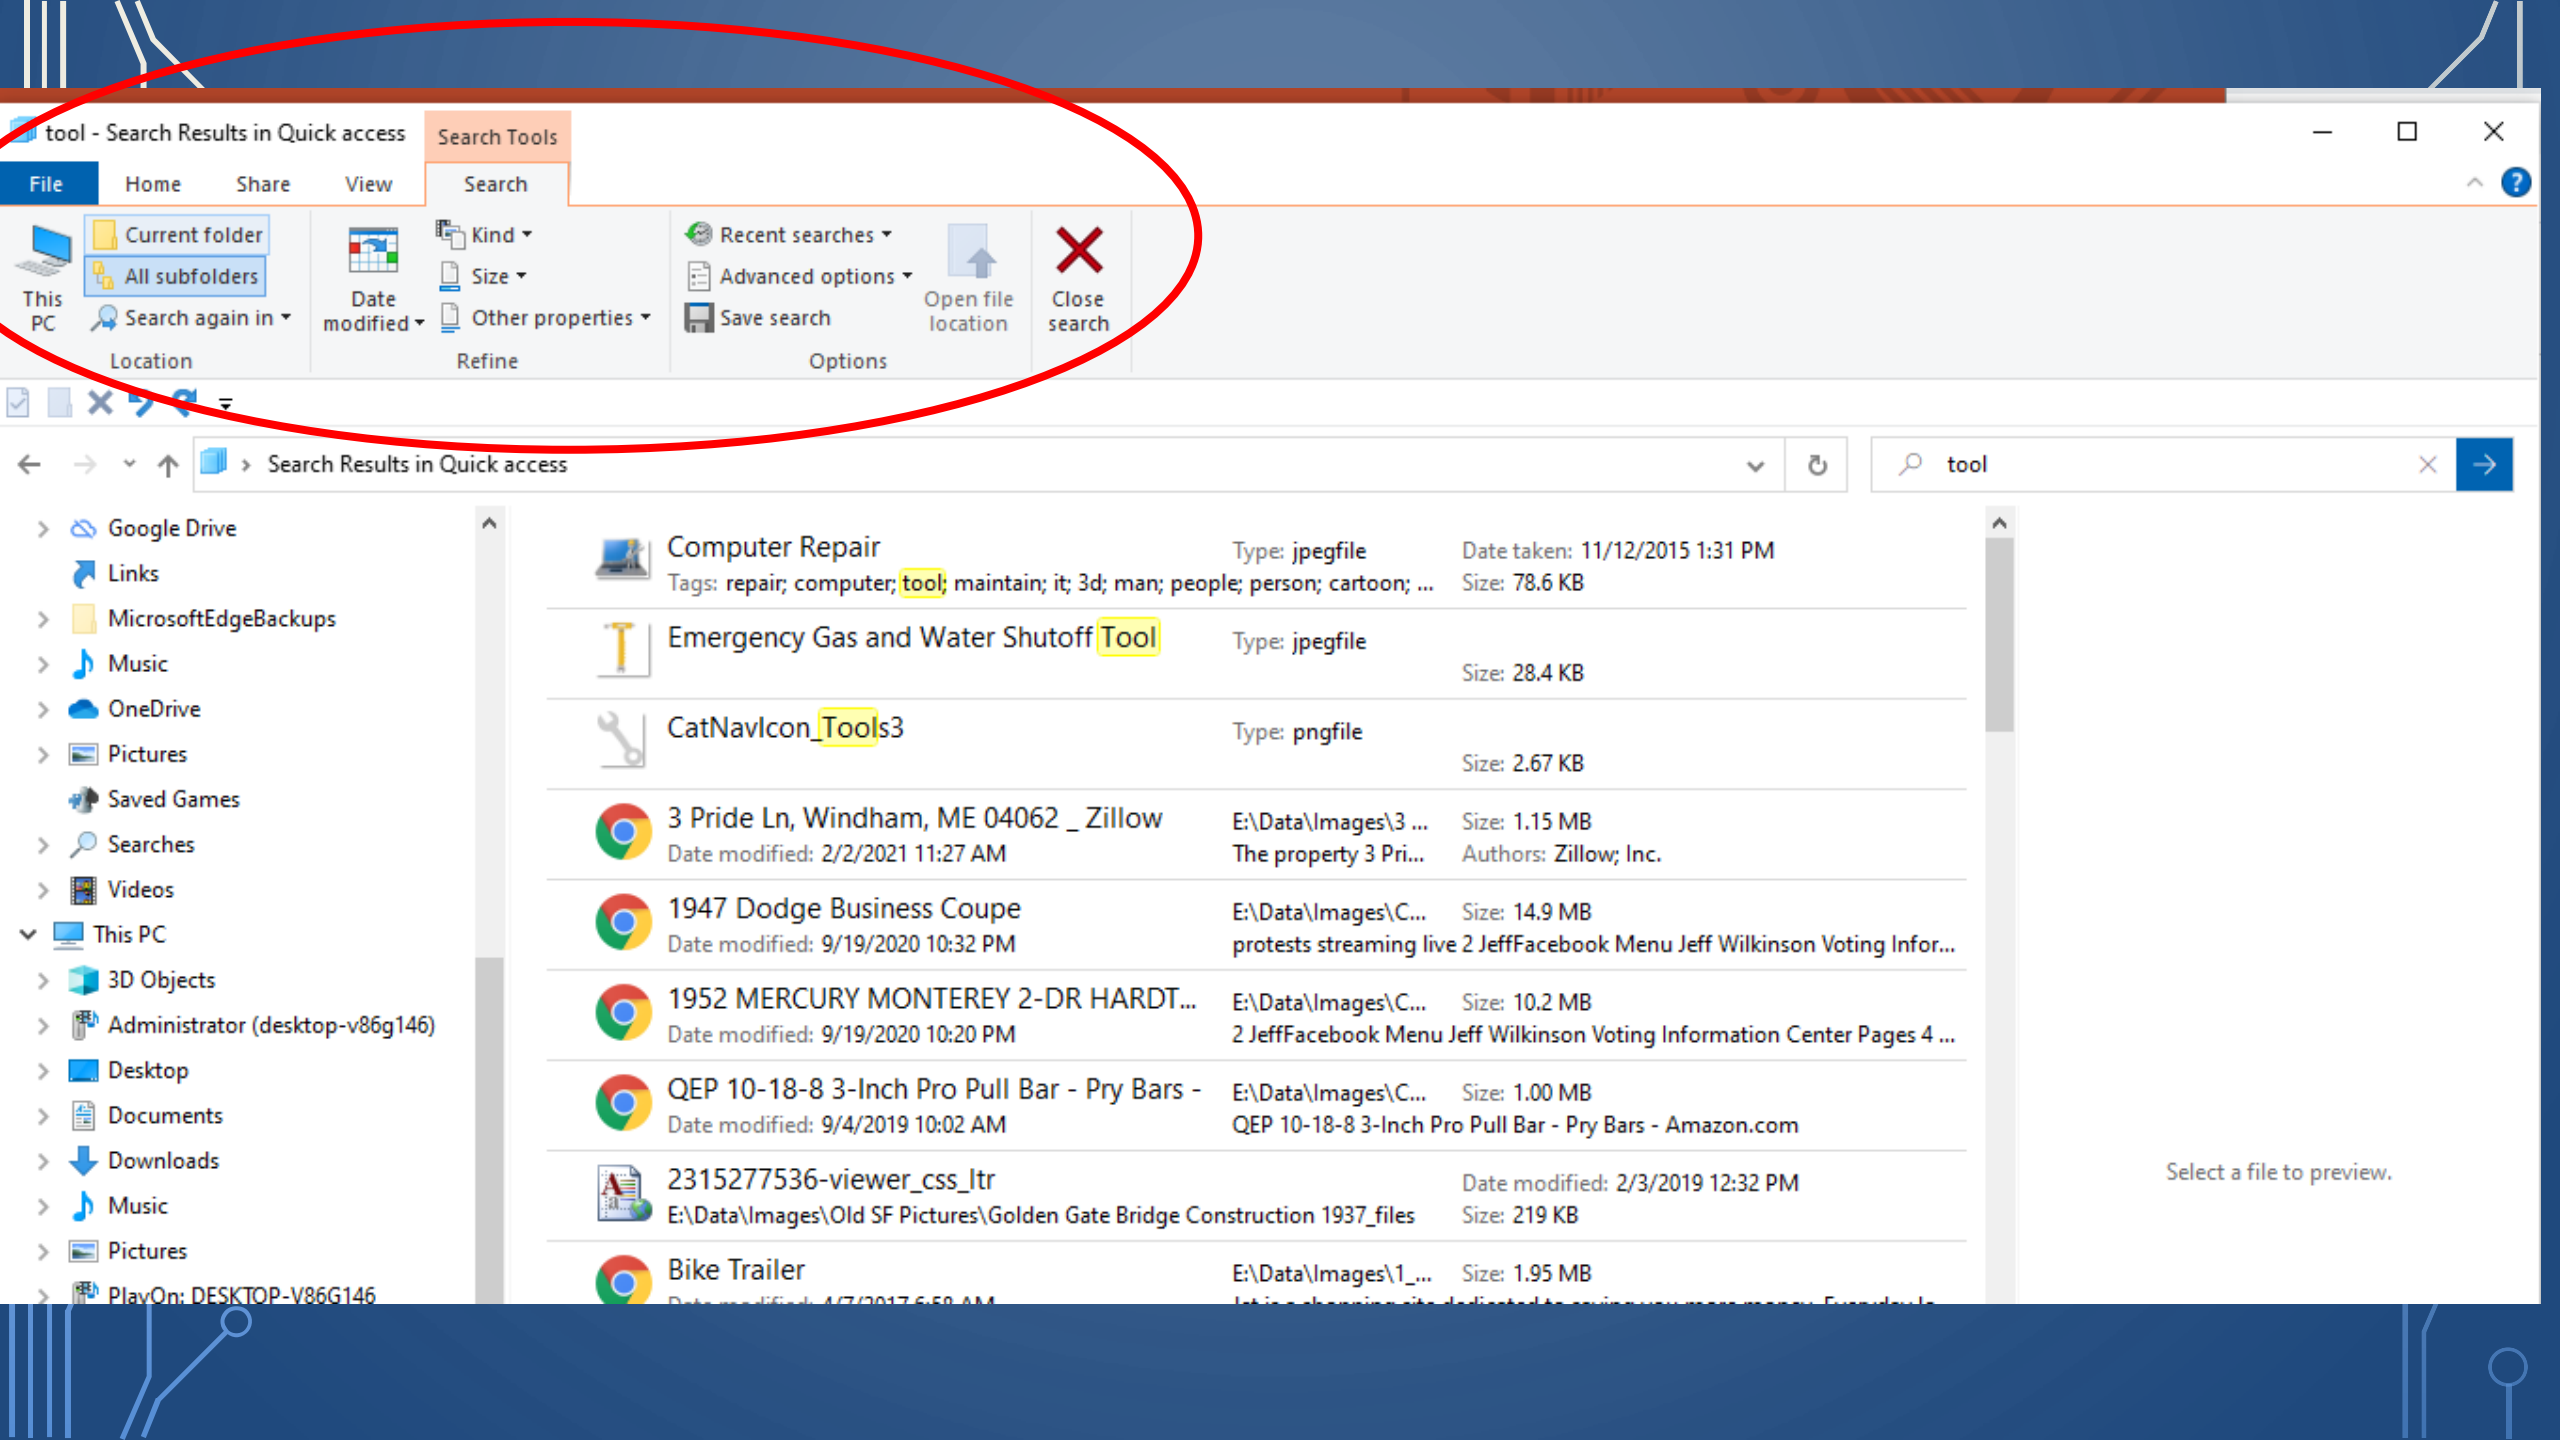 tool - Search Results in Quick access
Search Tools
File
Home
Share
View
Search
This PC
Current folder
All subfolders
Search again in
Location
Date modified
Kind
Size
Other properties
Refine
Recent searches
Advanced options
Save search
Open file location
Options
Close search
Search Results in Quick access
tool
Google Drive
Links
MicrosoftEdgeBackups
Music
OneDrive
Pictures
Saved Games
Searches
Videos
This PC
3D Objects
Administrator (desktop-v86g146)
Desktop
Documents
Downloads
Music
Pictures
PlayOn: DESKTOP-V86G146
Computer Repair Type: jpegfile Date taken: 11/12/2015 1:31 PM
Tags: repair; computer; tool; maintain; it; 3d; man; people; person; cartoon; ... Size: 78.6 KB
Emergency Gas and Water Shutoff Tool Type: jpegfile
Size: 28.4 KB
CatNavIcon_Tools3 Type: pngfile
Size: 2.67 KB
3 Pride Ln, Windham, ME 04062 _ Zillow E:\Data\Images\3 ... Size: 1.15 MB
Date modified: 2/2/2021 11:27 AM The property 3 Pri... Authors: Zillow; Inc.
1947 Dodge Business Coupe E:\Data\Images\C... Size: 14.9 MB
Date modified: 9/19/2020 10:32 PM protests streaming live 2 JeffFacebook Menu Jeff Wilkinson Voting Infor...
1952 MERCURY MONTEREY 2-DR HARDT... E:\Data\Images\C... Size: 10.2 MB
Date modified: 9/19/2020 10:20 PM 2 JeffFacebook Menu Jeff Wilkinson Voting Information Center Pages 4 ...
QEP 10-18-8 3-Inch Pro Pull Bar - Pry Bars - E:\Data\Images\C... Size: 1.00 MB
Date modified: 9/4/2019 10:02 AM QEP 10-18-8 3-Inch Pro Pull Bar - Pry Bars - Amazon.com
2315277536-viewer_css_ltr Date modified: 2/3/2019 12:32 PM
E:\Data\Images\Old SF Pictures\Golden Gate Bridge Construction 1937_files Size: 219 KB
Bike Trailer E:\Data\Images\1_... Size: 1.95 MB
Select a file to preview.